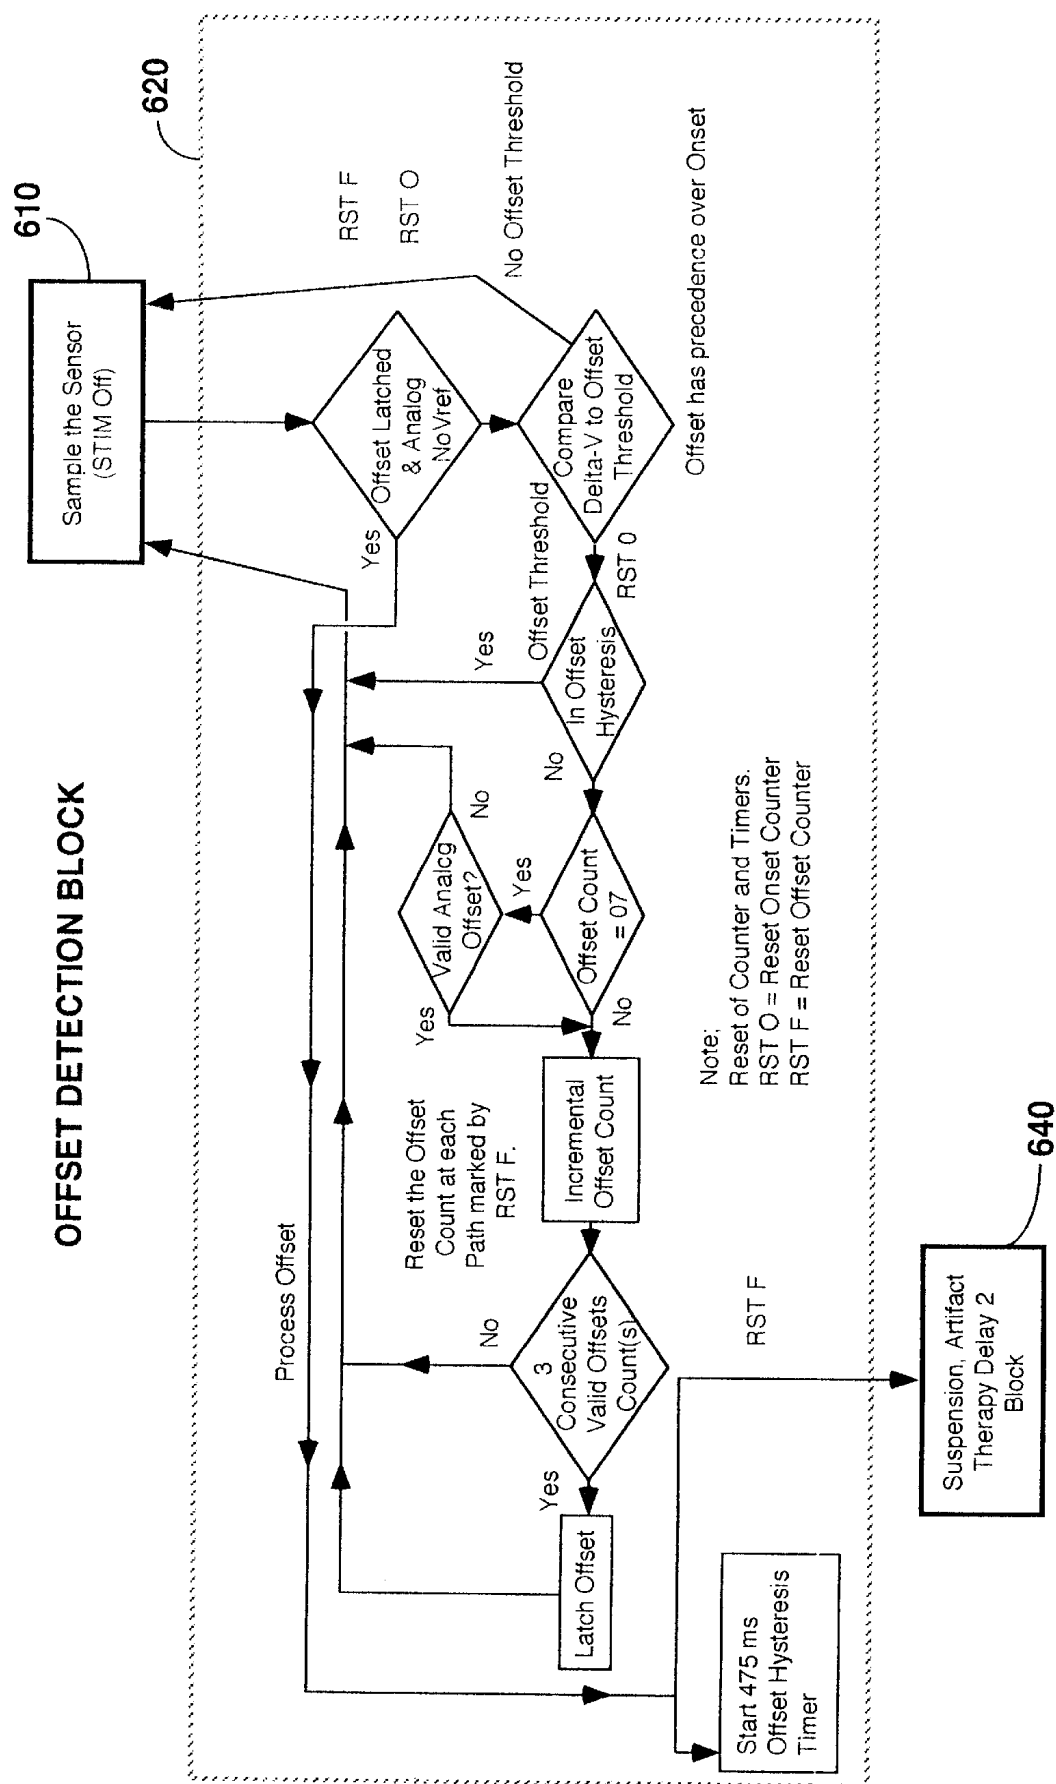 OFFSET DETECTION BLOCK
610
Sample the Sensor
(STIM Off)
620
RST F
RST O
No Offset Threshold
Offset Latched
& Analog
NoVref
Yes
Compare
Delta-V to Offset
Threshold
Offset has precedence over Onset
Offset Threshold
RST 0
In Offset
Hysteresis
Yes
No
Offset Count
= 0?
Yes
No
Valid Analog
Offset?
No
Yes
Incremental
Offset Count
Reset the Offset
Count at each
Path marked by
RST F.
3
Consecutive
Valid Offsets
Count(s)
No
Yes
Latch Offset
Process Offset
RST F
Start 475 ms
Offset Hysteresis
Timer
Note:
Reset of Counter and Timers.
RST O = Reset Onset Counter
RST F = Reset Offset Counter
Suspension, Artifact
Therapy Delay 2
Block
640